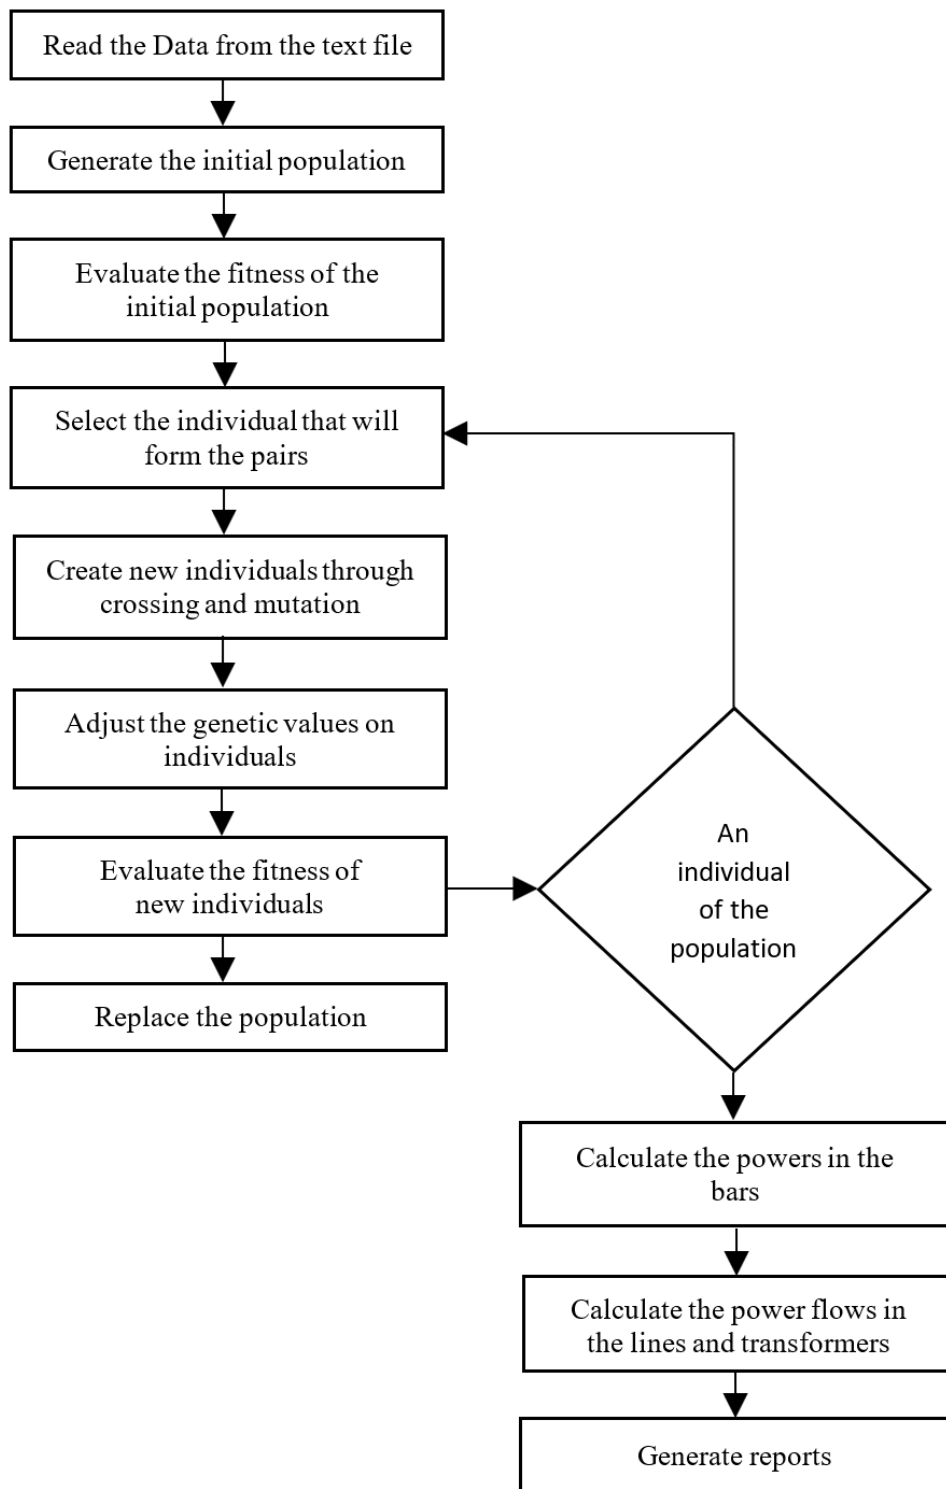 Read the Data from the text file
Generate the initial population
Evaluate the fitness of the
initial population
Select the individual that will
form the pairs
Create new individuals through
crossing and mutation
Adjust the genetic values on
individuals
Evaluate the fitness of
new individuals
Replace the population
An
individual
of the
population
Calculate the powers in the
bars
Calculate the power flows in
the lines and transformers
Generate reports